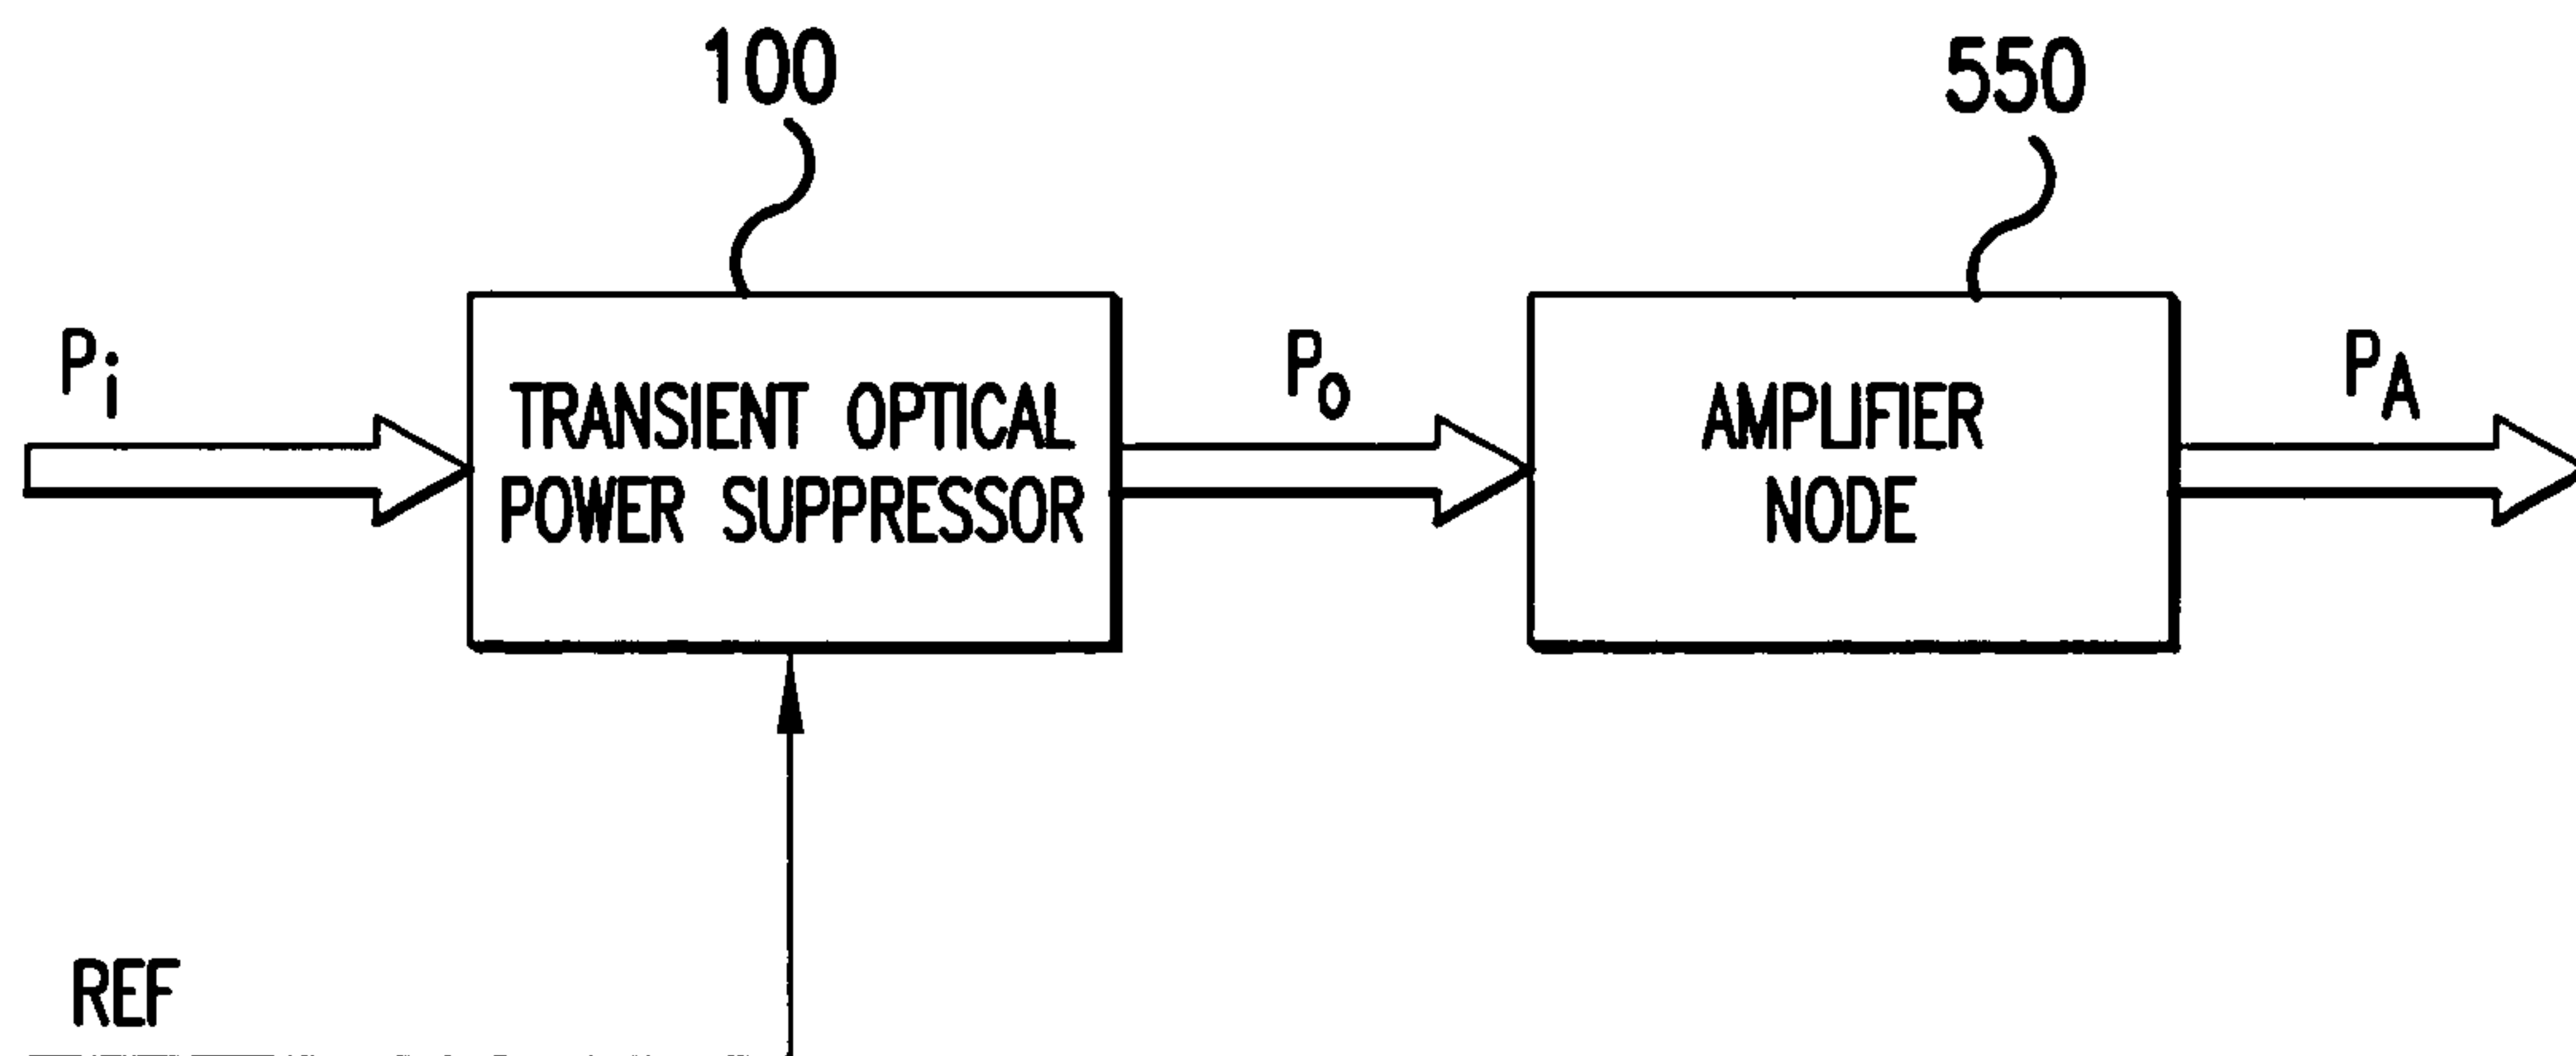 100
550
Pi
Po
PA
TRANSIENT OPTICAL
POWER SUPPRESSOR
AMPLIFIER
NODE
REF